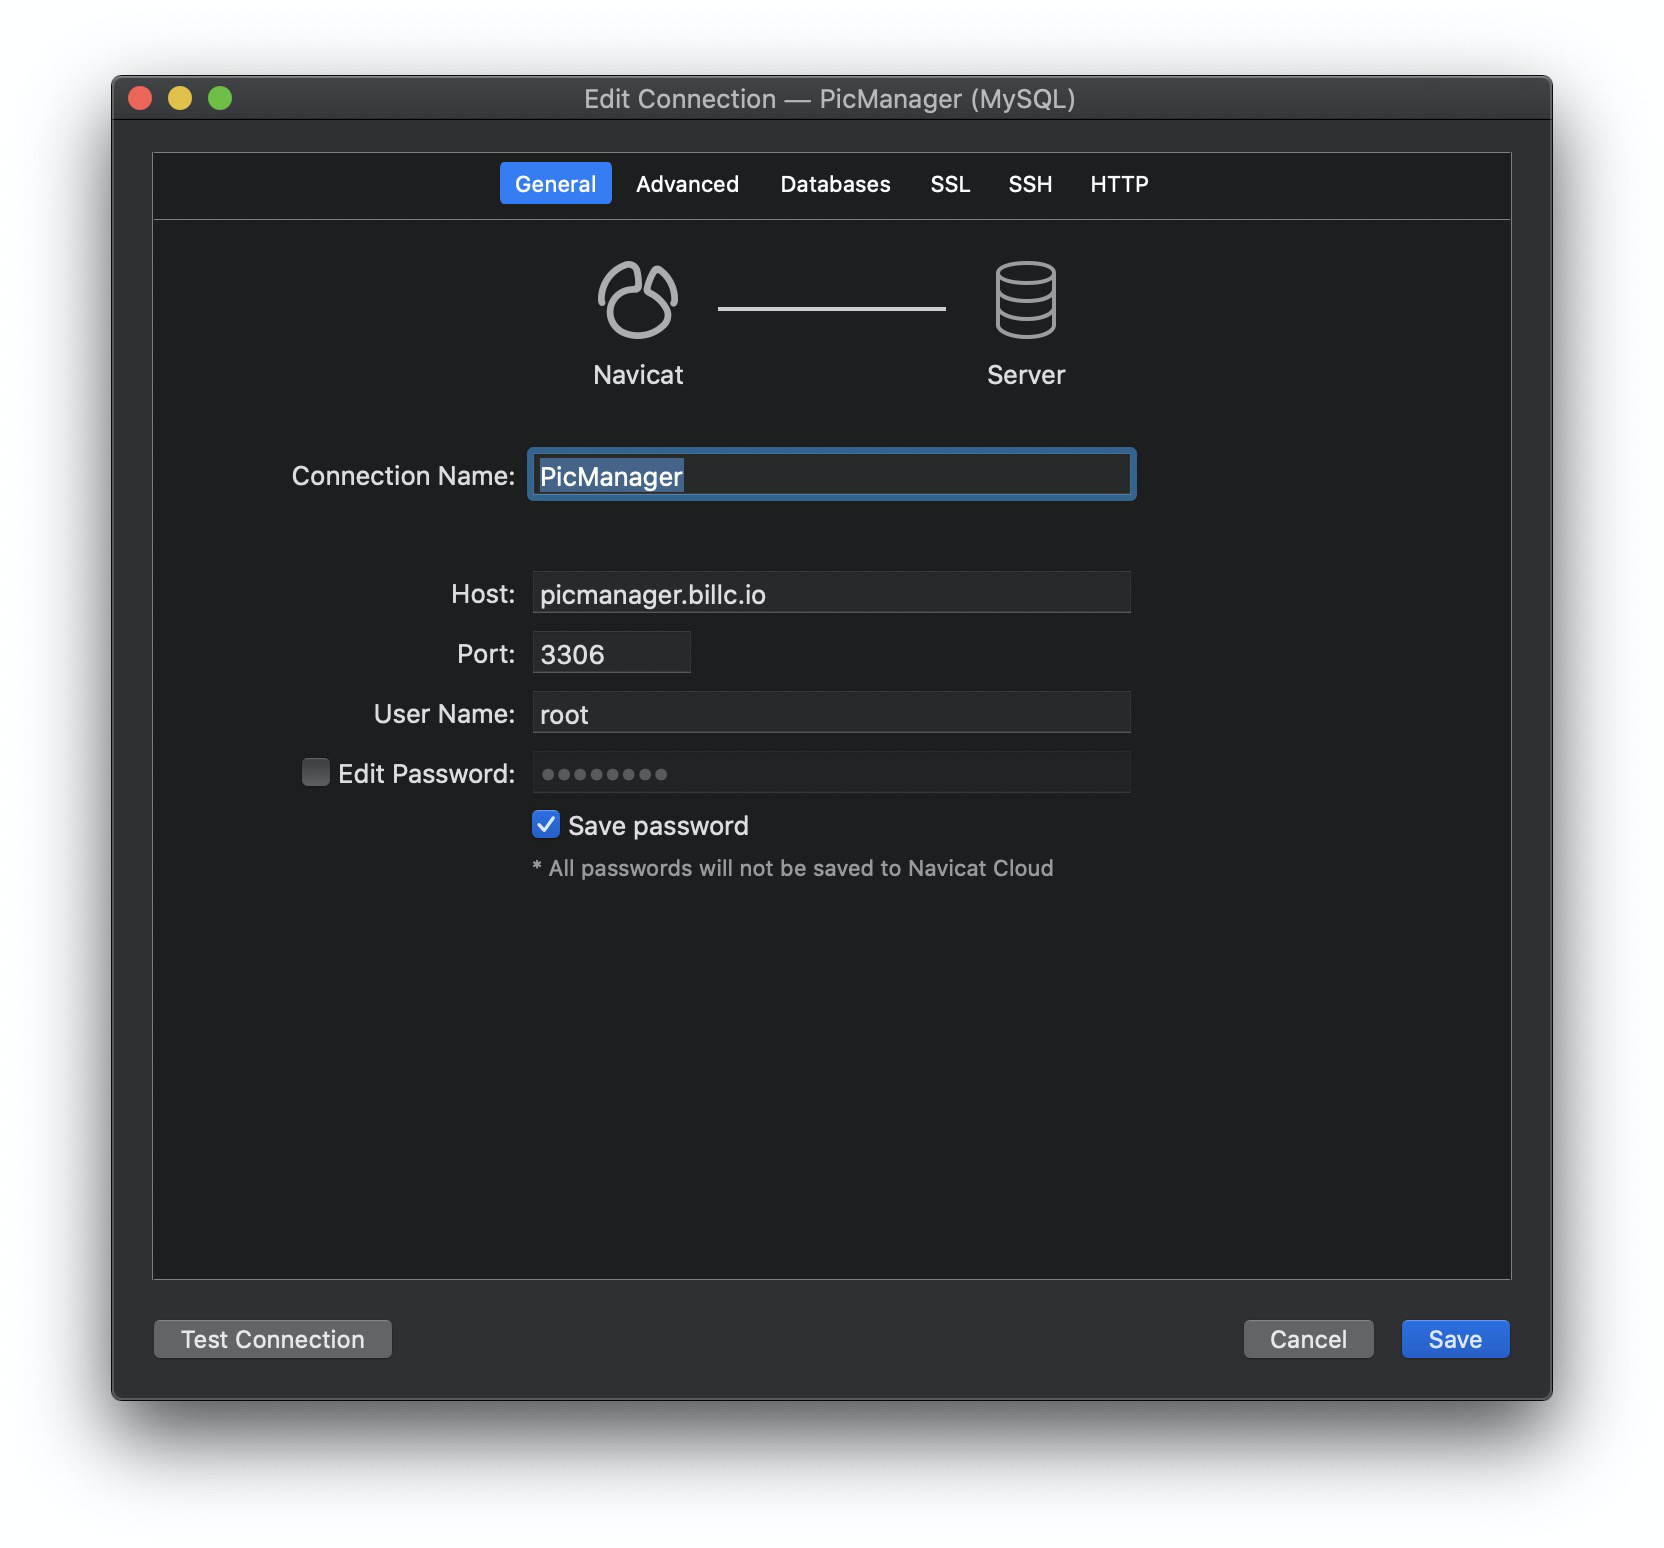 Edit Connection — PicManager (MySQL)
General Advanced Databases SSL SSH HTTP
Navicat Server
Connection Name: PicManager
Host: picmanager.billc.io
Port: 3306
User Name: root
Edit Password: ••••••••
Save password
* All passwords will not be saved to Navicat Cloud
Test Connection Cancel Save